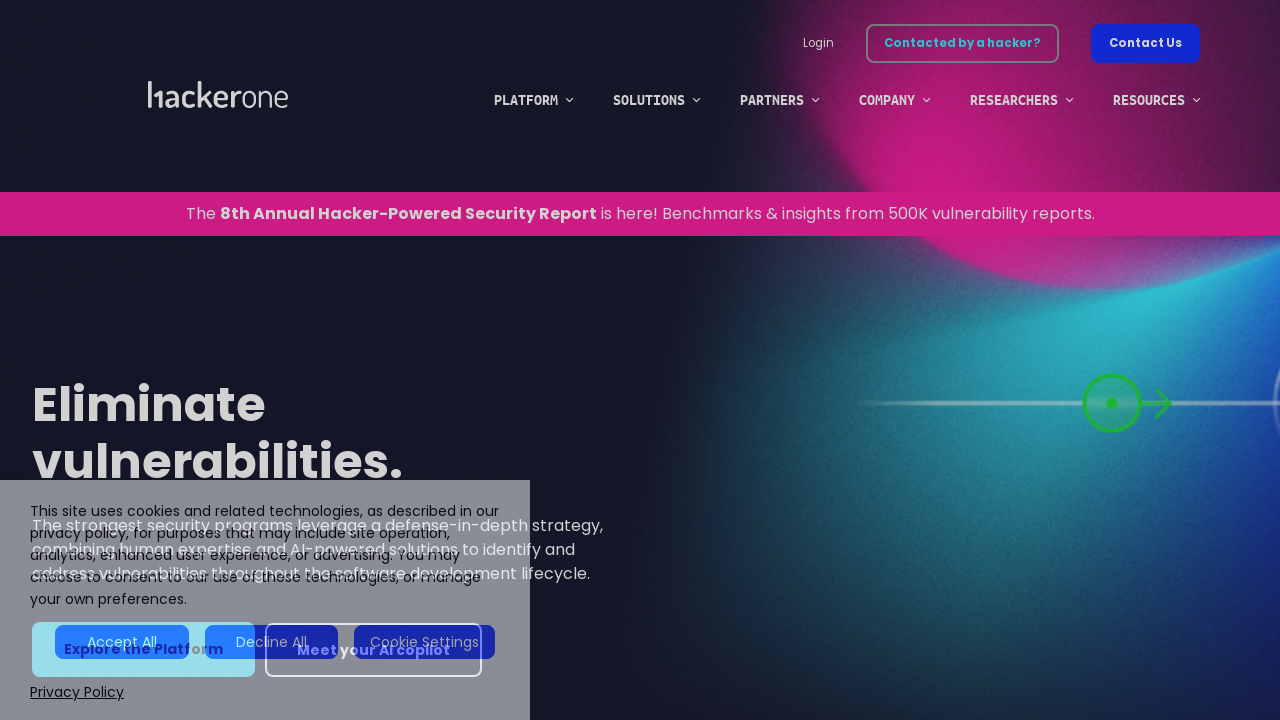 Login
Contacted by a hacker?
Contact Us
hackerone
PLATFORM
SOLUTIONS
PARTNERS
COMPANY
RESEARCHERS
RESOURCES
The 8th Annual Hacker-Powered Security Report is here! Benchmarks & insights from 500K vulnerability reports.
Eliminate
vulnerabilities.
The strongest security programs leverage a defense-in-depth strategy,
combining human expertise and AI-powered solutions to identify and
address vulnerabilities throughout the software development lifecycle.
Explore the Platform
Meet your AI copilot
This site uses cookies and related technologies, as described in our
privacy policy, for purposes that may include site operation,
analytics, enhanced user experience, or advertising. You may
choose to consent to our use of these technologies, or manage
your own preferences.
Accept All
Decline All
Cookie Settings
Privacy Policy